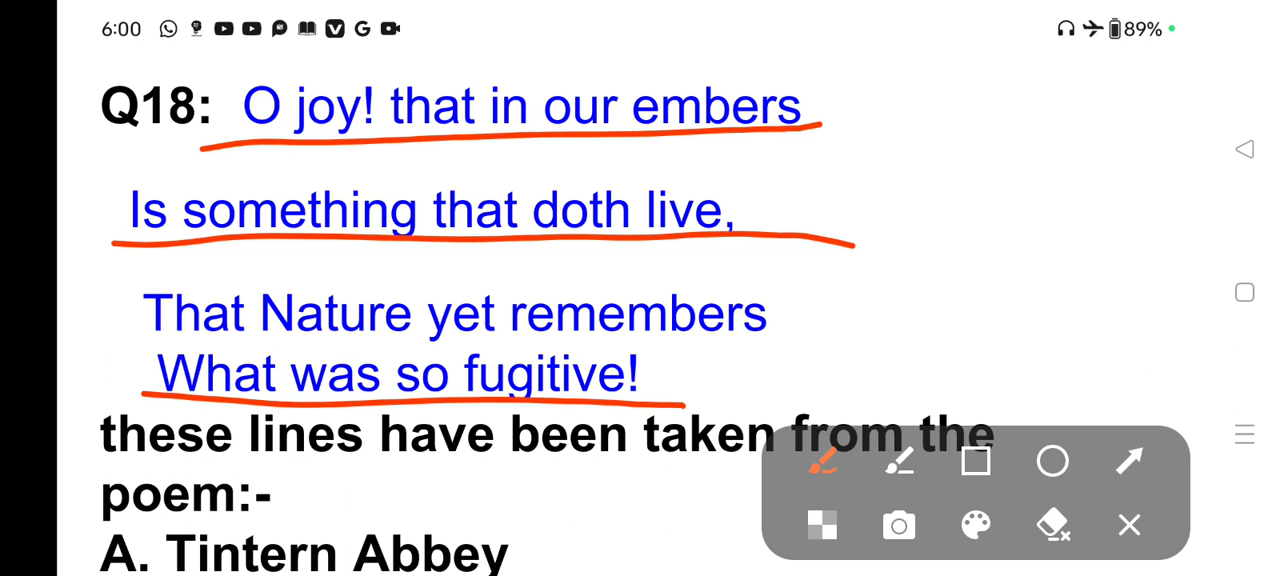 6:00 89%
Q18: O joy! that in our embers
Is something that doth live,
That Nature yet remembers
What was so fugitive!
these lines have been taken from the
poem:-
A. Tintern Abbey